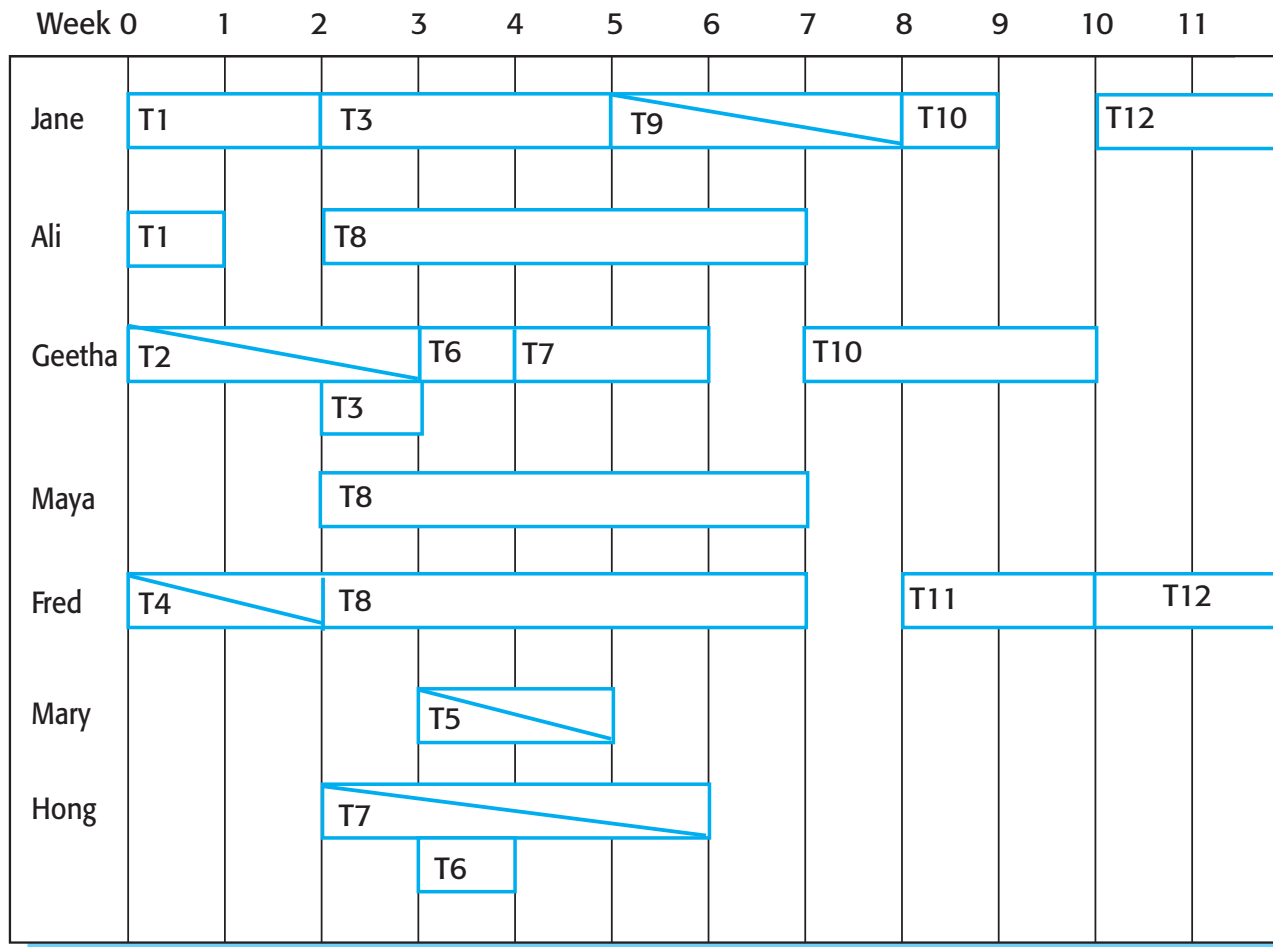 Week 0 1 2 3 4 5 6 7 8 9 10 11
Jane T1 T3 T9 T10 T12
Ali T1 T8
Geetha T2 T6 T7 T10
T3
Maya T8
Fred T4 T8 T11 T12
Mary T5
Hong T7
T6